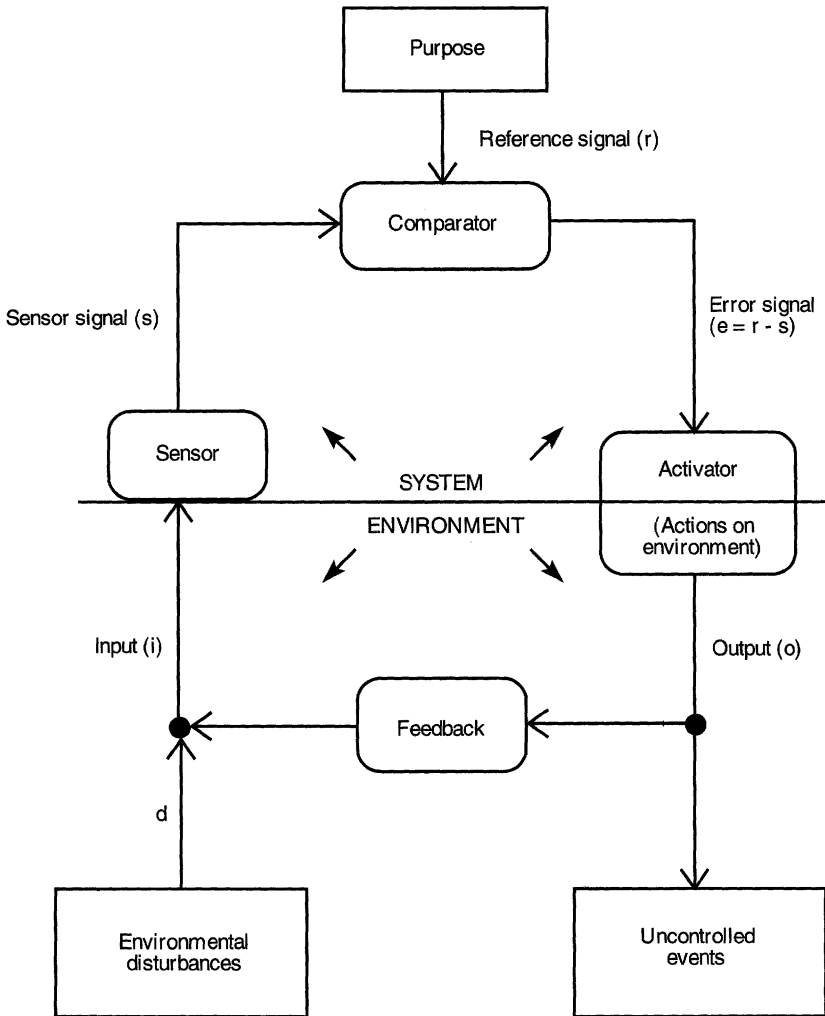 Purpose
Reference signal (r)
Comparator
Sensor signal (s)
Error signal
(e = r - s)
Sensor
SYSTEM
Activator
ENVIRONMENT
(Actions on
environment)
Input (i)
Output (o)
Feedback
d
Environmental
disturbances
Uncontrolled
events